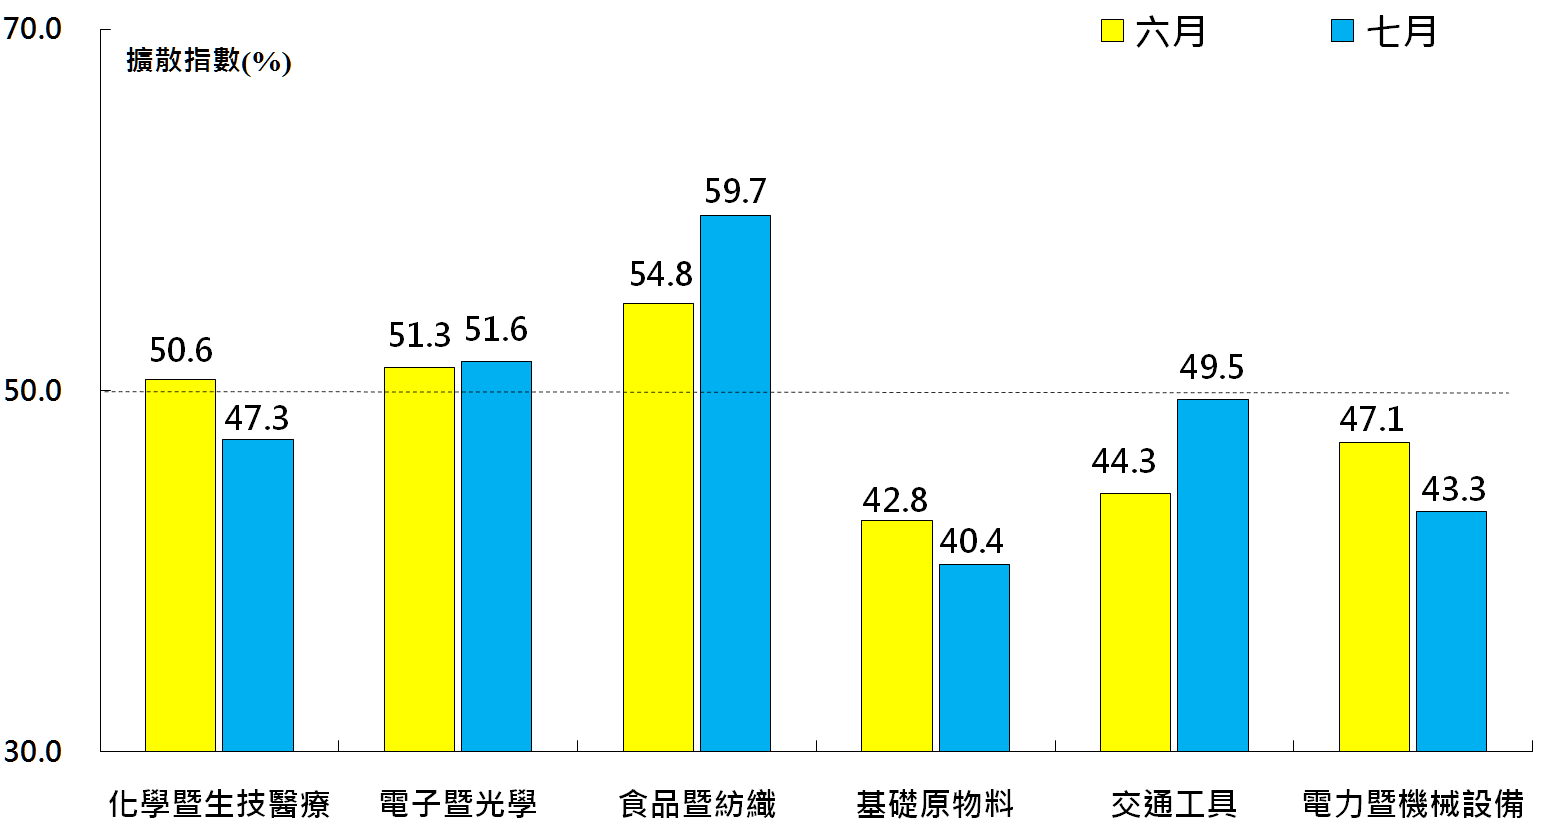 70.0
擴散指數(%)
六月
七月
59.7
54.8
50.6
51.3
51.6
49.5
50.0
47.3
47.1
44.3
42.8
43.3
40.4
30.0
化學暨生技醫療
電子暨光學
食品暨紡織
基礎原物料
交通工具
電力暨機械設備